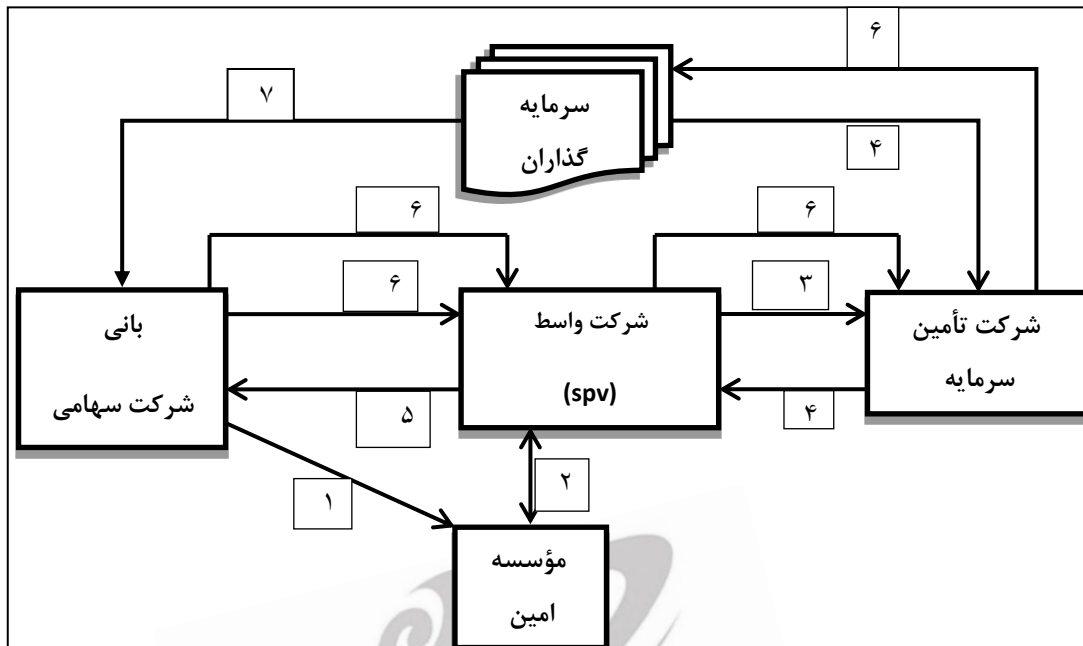 ۶
سرمایه
گذاران
۷
۴
۶
۶
۶
۳
بانی
شرکت سهامی
شرکت واسط
(spv)
شرکت تأمین
سرمایه
۵
۴
۱
۲
مؤسسه
امین